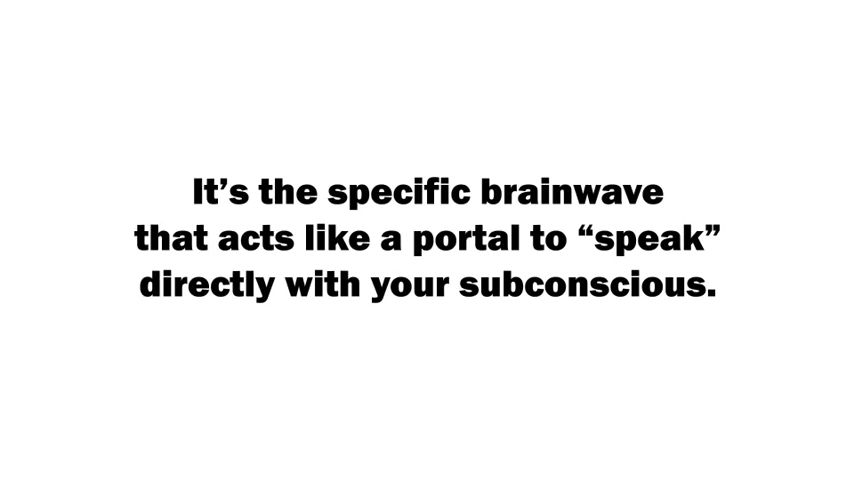 It’s the specific brainwave
that acts like a portal to “speak”
directly with your subconscious.